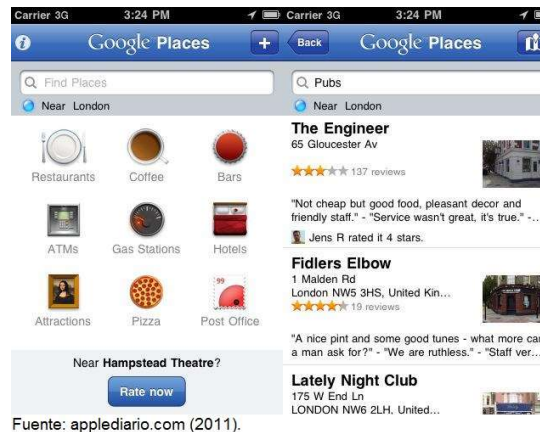 Carrier 3G 3:24 PM
Google Places
Find Places
Near London
Restaurants Coffee Bars
ATMs Gas Stations Hotels
99
Attractions Pizza Post Office
Near Hampstead Theatre?
Rate now
Carrier 3G 3:24 PM
Back Google Places
Pubs
Near London
The Engineer
65 Gloucester Av
137 reviews
"Not cheap but good food, pleasant decor and
friendly staff." - "Service wasn't great, it's true." -...
Jens R rated it 4 stars.
Fidlers Elbow
1 Malden Rd
London NW5 3HS, United Kin...
19 reviews
"A nice pint and some good tunes - what more can
a man ask for?" - "We are ruthless." - "Staff ver...
Lately Night Club
175 W End Ln
LONDON NW6 2LH, United...
Fuente: applediario.com (2011).